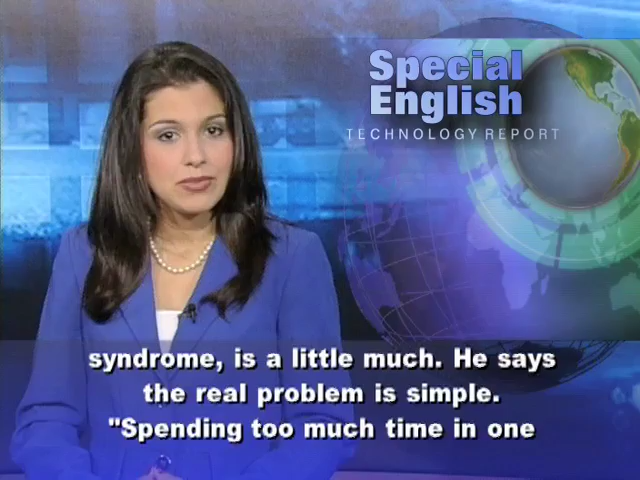 Special
English
TECHNOLOGY REPORT
syndrome, is a little much. He says
the real problem is simple.
"Spending too much time in one